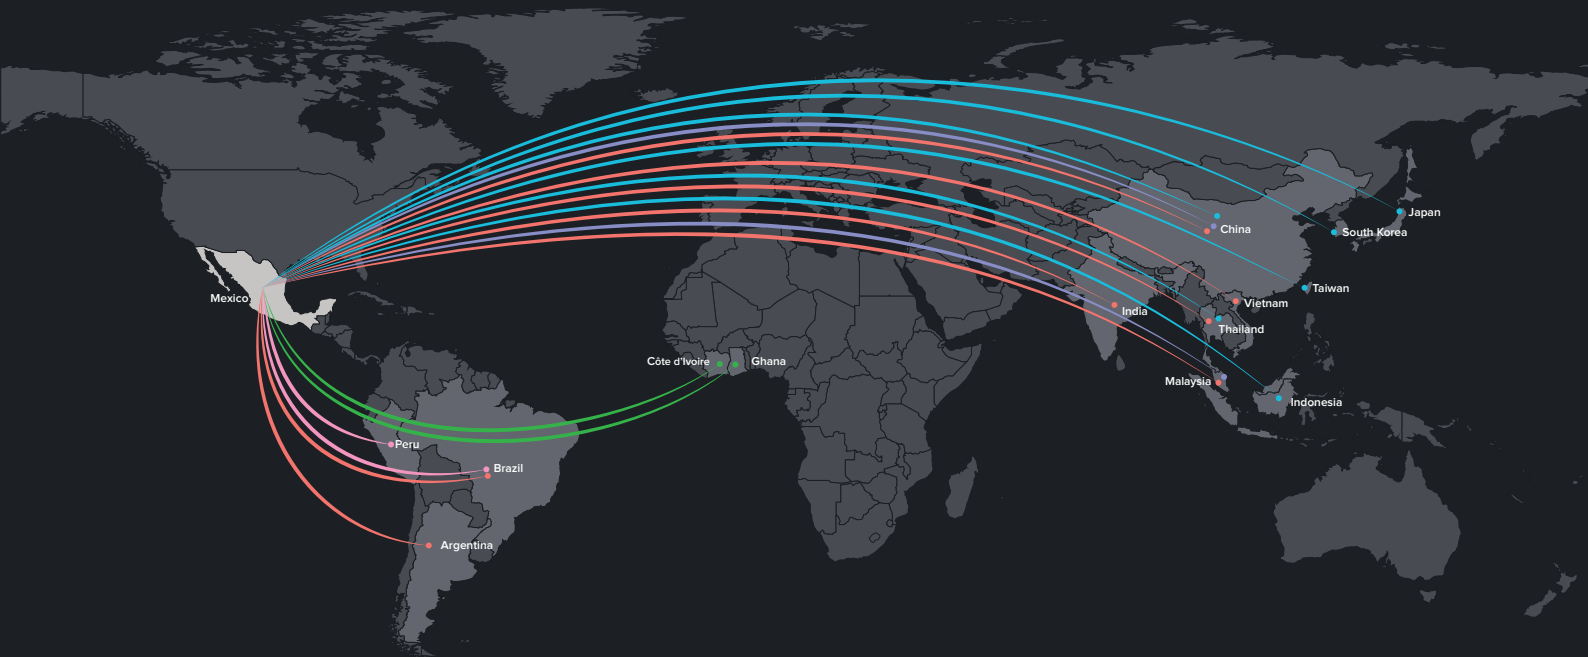 Japan
China
South Korea
Taiwan
Mexico
Vietnam
India
Thailand
Côte d'Ivoire
Ghana
Malaysia
Indonesia
Peru
Brazil
Argentina